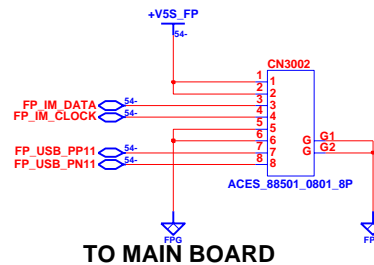 +V5S_FP
54-
CN3002
1 1
2 2
FP_IM_DATA 54- 3 3
FP_IM_CLOCK 54- 4 4
5 5
6 6 G G1
FP_USB_PP11 54- 7 7 G G2
FP_USB_PN11 54- 8 8
ACES_88501_0801_8P
FPG
FP
TO MAIN BOARD